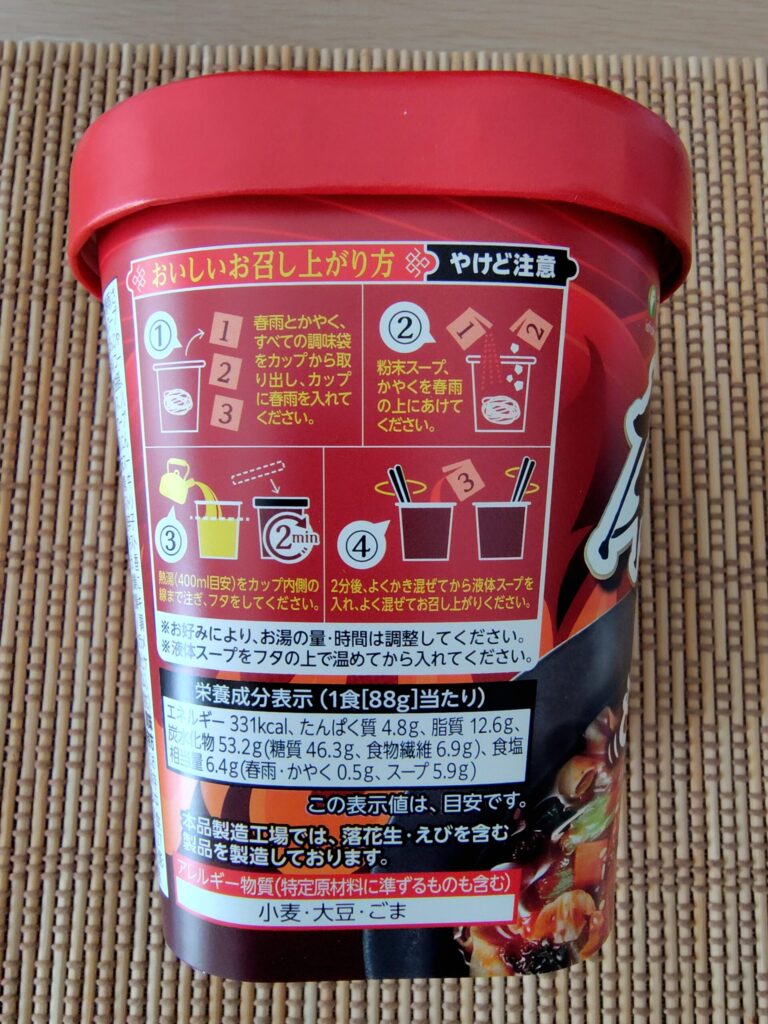 おいしいお召し上がり方
やけど注意
①
1
2
3
春雨とかやく、
すべての調味袋
をカップから取
り出し、カップ
に春雨を入れて
ください。
②
1
2
粉末スープ、
かやくを春雨
の上にあけて
ください。
③
2min
熱湯(400ml目安)をカップ内側の
線まで注ぎ、フタをしてください。
④
3
2分後、よくかき混ぜてから液体スープを
入れ、よく混ぜてお召し上がりください。
※お好みにより、お湯の量・時間は調整してください。
※液体スープをフタの上で温めてから入れてください。
栄養成分表示(1食[88g]当たり)
エネルギー 331kcal、たんぱく質 4.8g、脂質 12.6g、
炭水化物 53.2g(糖質 46.3g、食物繊維 6.9g)、食塩
相当量 6.4g(春雨・かやく 0.5g、スープ 5.9g)
この表示値は、目安です。
本品製造工場では、落花生・えびを含む
製品を製造しております。
アレルギー物質(特定原材料に準ずるものも含む)
小麦・大豆・ごま